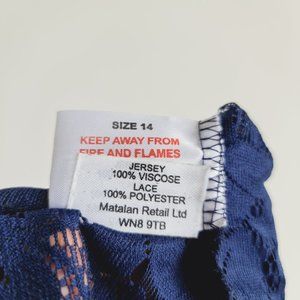 SIZE 14
KEEP AWAY FROM
FIRE AND FLAMES
JERSEY
100% VISCOSE
LACE
100% POLYESTER
Matalan Retail Ltd
WN8 9TB